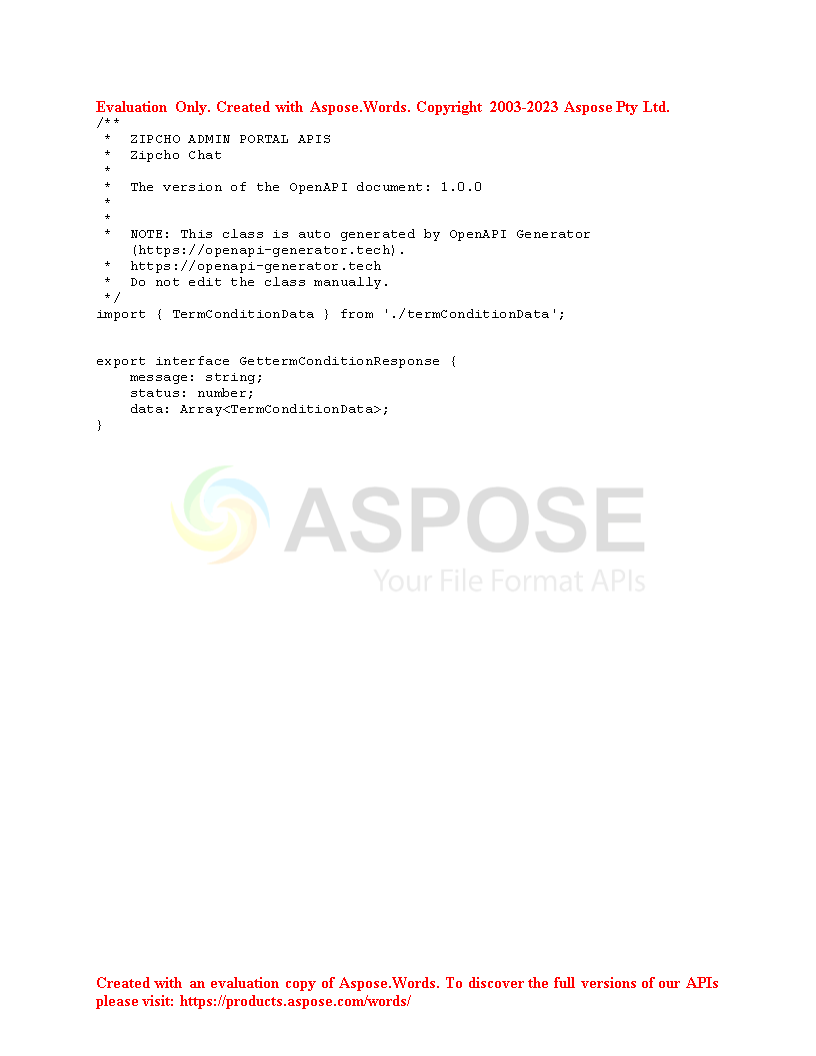 Evaluation Only. Created with Aspose.Words. Copyright 2003-2023 Aspose Pty Ltd.
/**
 *  ZIPCHO ADMIN PORTAL APIS
 *  Zipcho Chat
 *
 *  The version of the OpenAPI document: 1.0.0
 *
 *
 *  NOTE: This class is auto generated by OpenAPI Generator
    (https://openapi-generator.tech).
 *  https://openapi-generator.tech
 *  Do not edit the class manually.
 */
import { TermConditionData } from './termConditionData';
export interface GettermConditionResponse {
    message: string;
    status: number;
    data: Array<TermConditionData>;
}
ASPOSE
Your File Format APIs
Created with an evaluation copy of Aspose.Words. To discover the full versions of our APIs
please visit: https://products.aspose.com/words/